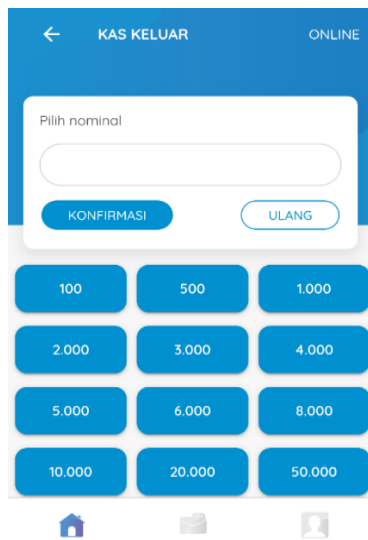 KAS KELUAR ONLINE
Pilih nominal
KONFIRMASI ULANG
100 500 1.000
2.000 3.000 4.000
5.000 6.000 8.000
10.000 20.000 50.000